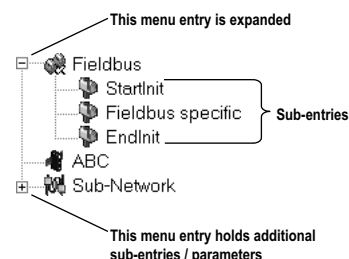 This menu entry is expanded
Fieldbus
StartInit
Fieldbus specific
Sub-entries
EndInit
ABC
Sub-Network
This menu entry holds additional
sub-entries / parameters